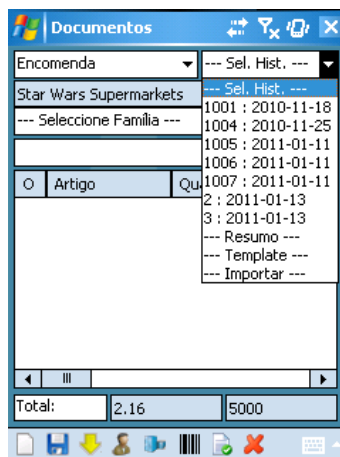 Documentos
Encomenda --- Sel. Hist. ---
--- Sel. Hist. ---
Star Wars Supermarkets
1001 : 2010-11-18
--- Seleccione Família ---
1004 : 2010-11-25
1005 : 2011-01-11
1006 : 2011-01-11
O Artigo
1007 : 2011-01-11
2 : 2011-01-13
3 : 2011-01-13
--- Resumo ---
--- Template ---
--- Importar ---
Total: 2.16 5000